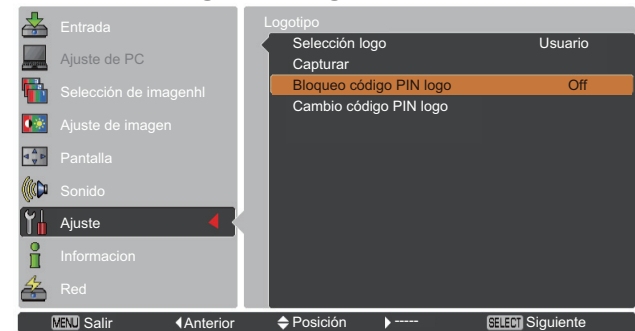 Entrada
Ajuste de PC
Selección de imagenhl
Ajuste de imagen
Pantalla
Sonido
Ajuste
Informacion
Red
Logotipo
Selección logo Usuario
Capturar
Bloqueo código PIN logo Off
Cambio código PIN logo
MENU Salir Anterior Posición ----- SELECT Siguiente